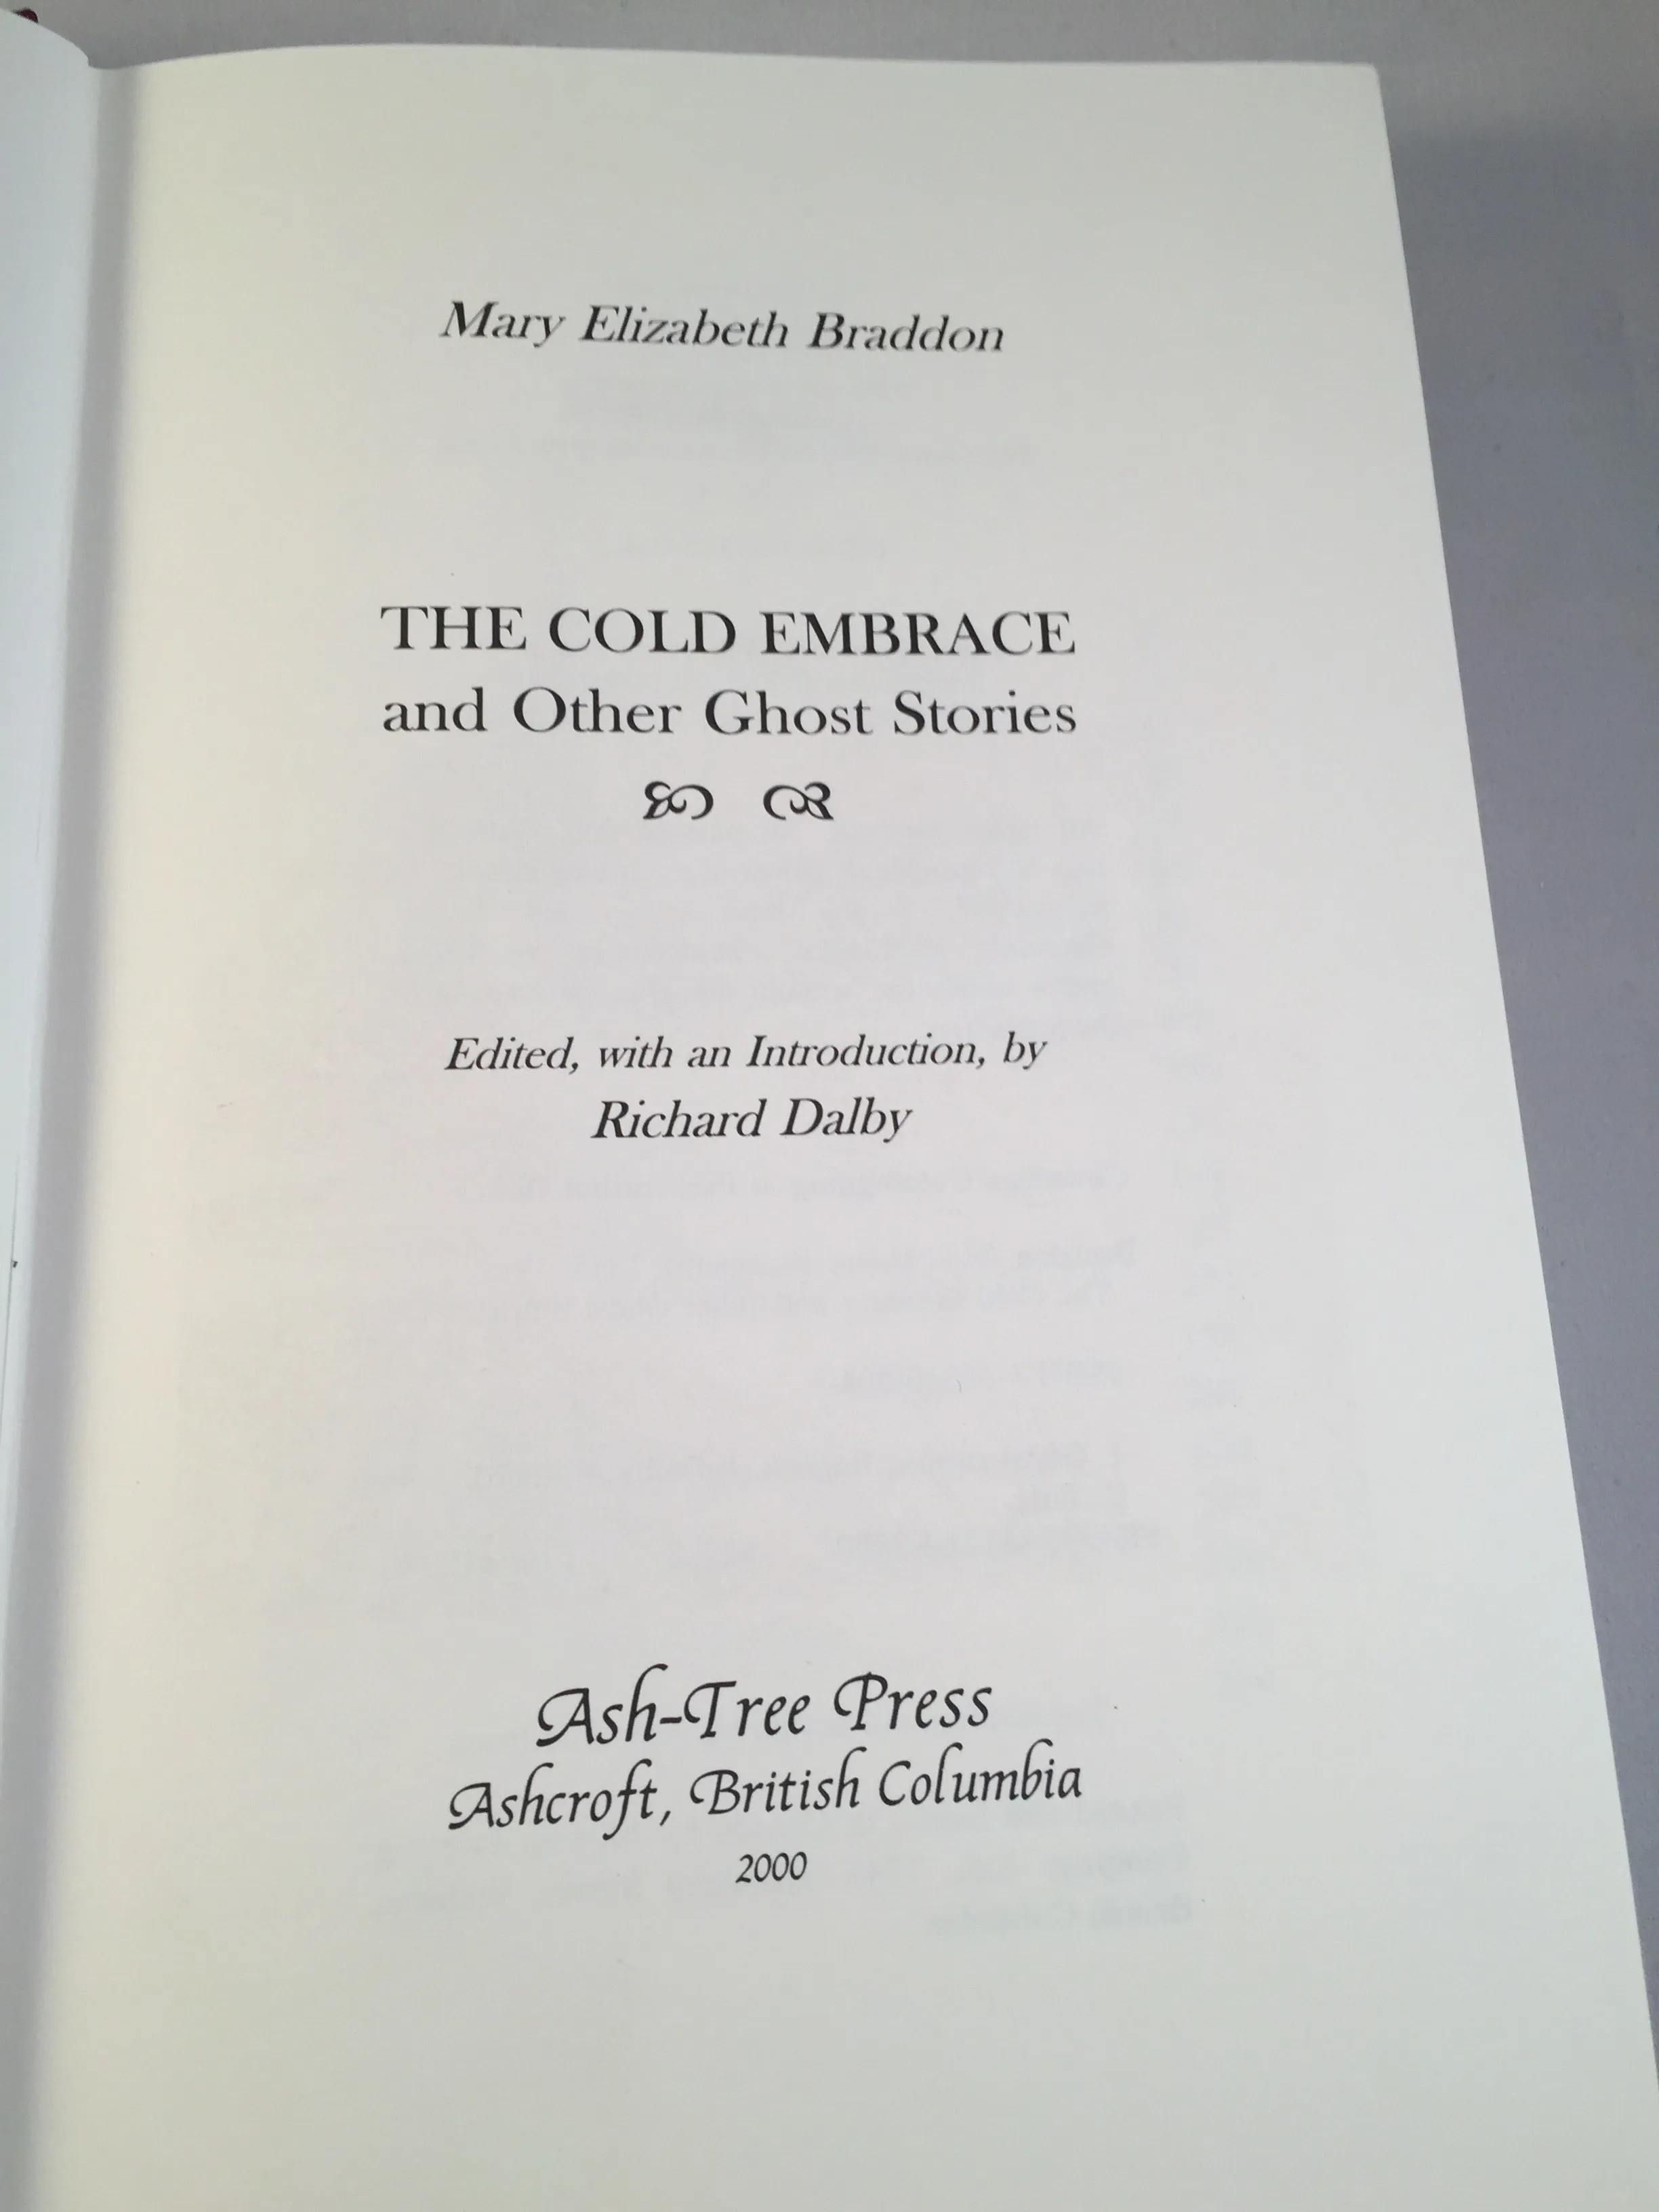 Mary Elizabeth Braddon
THE COLD EMBRACE
and Other Ghost Stories
Edited, with an Introduction, by
Richard Dalby
Ash-Tree Press
Ashcroft, British Columbia
2000